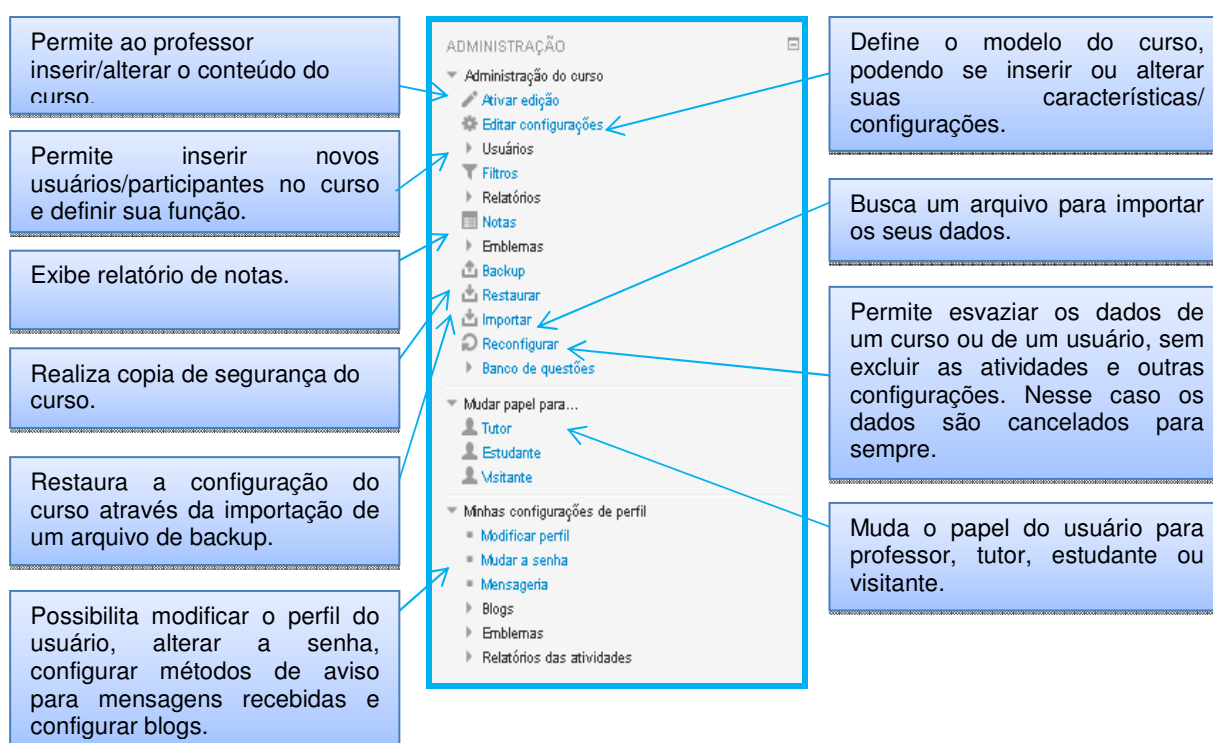 Permite ao professor
inserir/alterar o conteúdo do
curso.
Permite inserir novos
usuários/participantes no curso
e definir sua função.
Exibe relatório de notas.
Realiza copia de segurança do
curso.
Restaura a configuração do
curso através da importação de
um arquivo de backup.
Possibilita modificar o perfil do
usuário, alterar a senha,
configurar métodos de aviso
para mensagens recebidas e
configurar blogs.
ADMINISTRAÇÃO
Administração do curso
Ativar edição
Editar configurações
Usuários
Filtros
Relatórios
Notas
Emblemas
Backup
Restaurar
Importar
Reconfigurar
Banco de questões
Mudar papel para...
Tutor
Estudante
Visitante
Minhas configurações de perfil
Modificar perfil
Mudar a senha
Mensageria
Blogs
Emblemas
Relatórios das atividades
Define o modelo do curso,
podendo se inserir ou alterar
suas características/
configurações.
Busca um arquivo para importar
os seus dados.
Permite esvaziar os dados de
um curso ou de um usuário, sem
excluir as atividades e outras
configurações. Nesse caso os
dados são cancelados para
sempre.
Muda o papel do usuário para
professor, tutor, estudante ou
visitante.